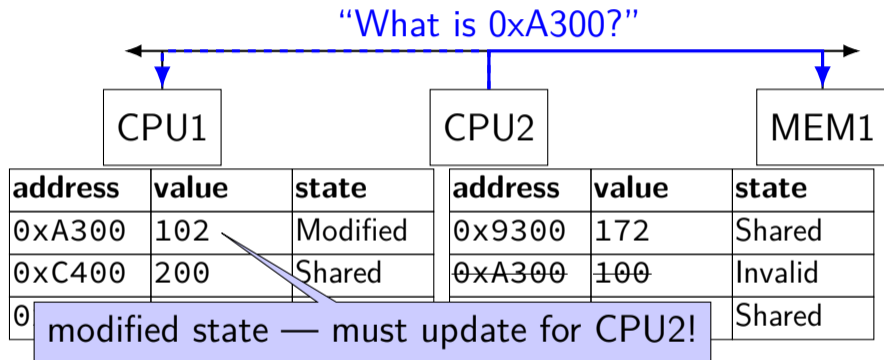 “What is 0xA300?”
CPU1 CPU2 MEM1
address value state address value state
0xA300 102 Modified 0x9300 172 Shared
0xC400 200 Shared 0xA300 100 Invalid
Shared
modified state — must update for CPU2!